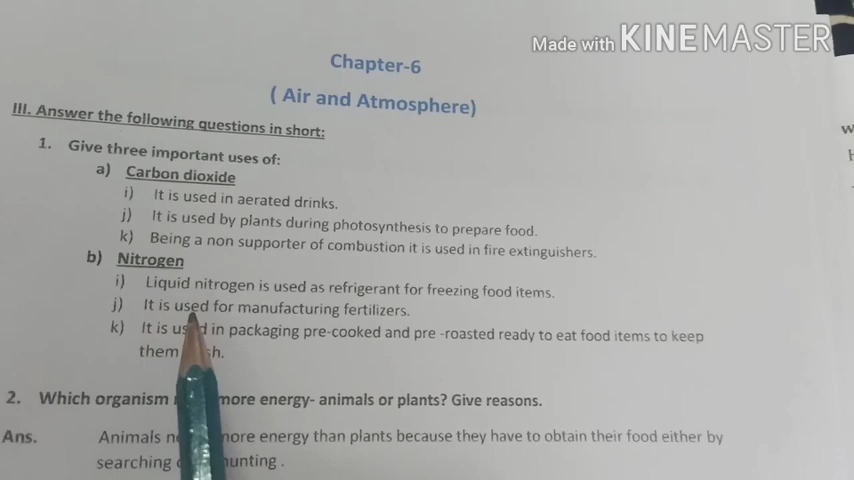 Made with KINEMASTER
Chapter-6
( Air and Atmosphere)
III. Answer the following questions in short:
1. Give three important uses of:
a) Carbon dioxide
i) It is used in aerated drinks.
j) It is used by plants during photosynthesis to prepare food.
k) Being a non supporter of combustion it is used in fire extinguishers.
b) Nitrogen
i) Liquid nitrogen is used as refrigerant for freezing food items.
j) It is used for manufacturing fertilizers.
k) It is used in packaging pre-cooked and pre -roasted ready to eat food items to keep
them
2. Which organism more energy- animals or plants? Give reasons.
Ans. Animals more energy than plants because they have to obtain their food either by
searching hunting .